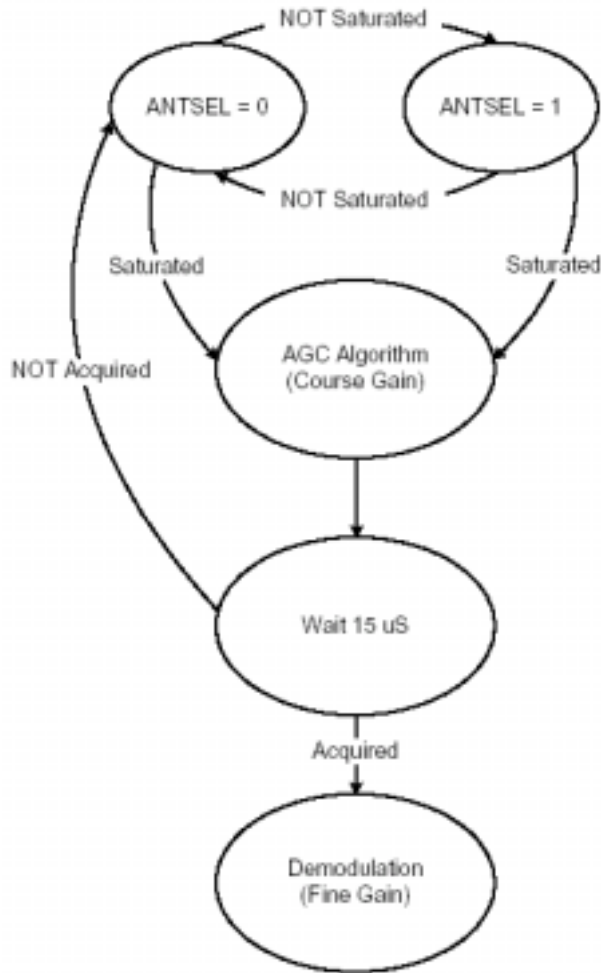 NOT Saturated
ANTSEL = 0
ANTSEL = 1
NOT Saturated
Saturated
Saturated
AGC Algorithm
(Course Gain)
NOT Acquired
Wait 15 uS
Acquired
Demodulation
(Fine Gain)